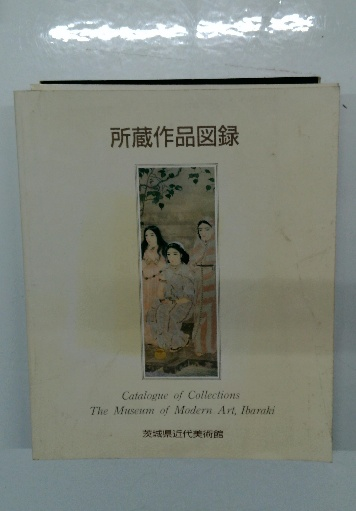 所蔵作品図録
Catalogue of Collections
The Museum of Modern Art, Ibaraki
茨城県近代美術館